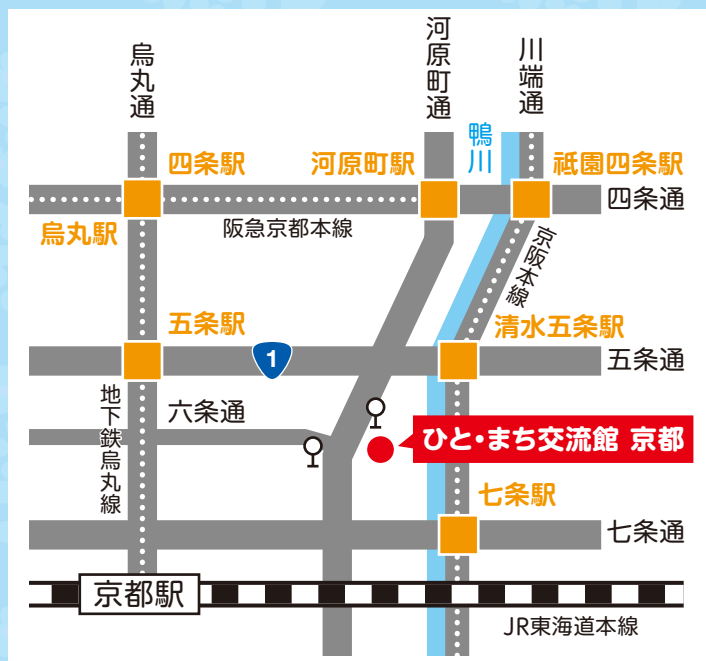 烏丸通
河原町通
川端通
鴨川
四条駅
河原町駅
祇園四条駅
四条通
烏丸駅
阪急京都本線
京阪本線
五条駅
清水五条駅
1
五条通
地下鉄烏丸線
六条通
ひと・まち交流館 京都
七条駅
七条通
京都駅
JR東海道本線